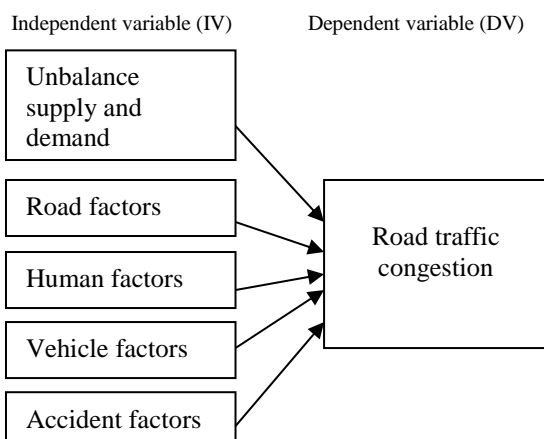 Independent variable (IV)
Dependent variable (DV)
Unbalance
supply and
demand
Road factors
Human factors
Vehicle factors
Accident factors
Road traffic
congestion